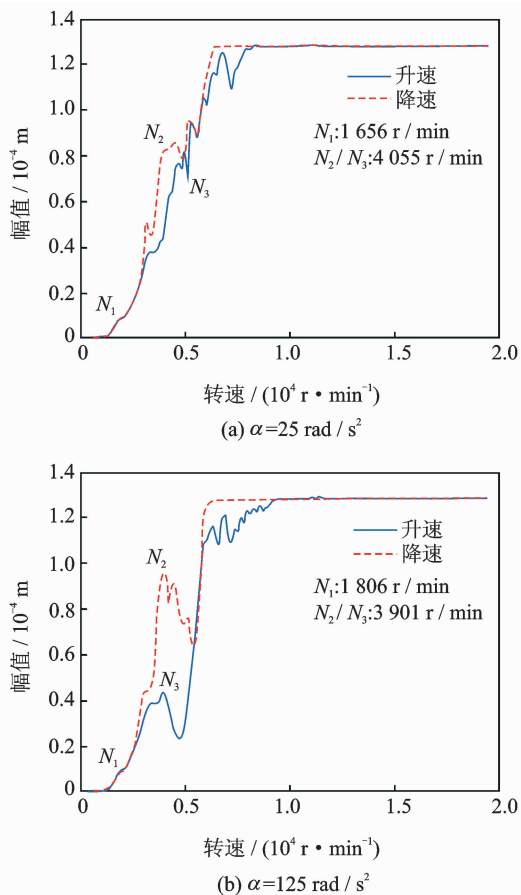 1.4
1.2
1.0
0.8
0.6
0.4
0.2
0
幅值 / 10⁻⁴ m
升速
降速
N₁:1 656 r / min
N₂/ N₃:4 055 r / min
N₂
N₃
N₁
0 0.5 1.0 1.5 2.0
转速 / (10⁴ r·min⁻¹)
(a) α=25 rad / s²
1.4
1.2
1.0
0.8
0.6
0.4
0.2
0
幅值 / 10⁻⁴ m
升速
降速
N₁:1 806 r / min
N₂/ N₃:3 901 r / min
N₂
N₃
N₁
0 0.5 1.0 1.5 2.0
转速 / (10⁴ r·min⁻¹)
(b) α=125 rad / s²